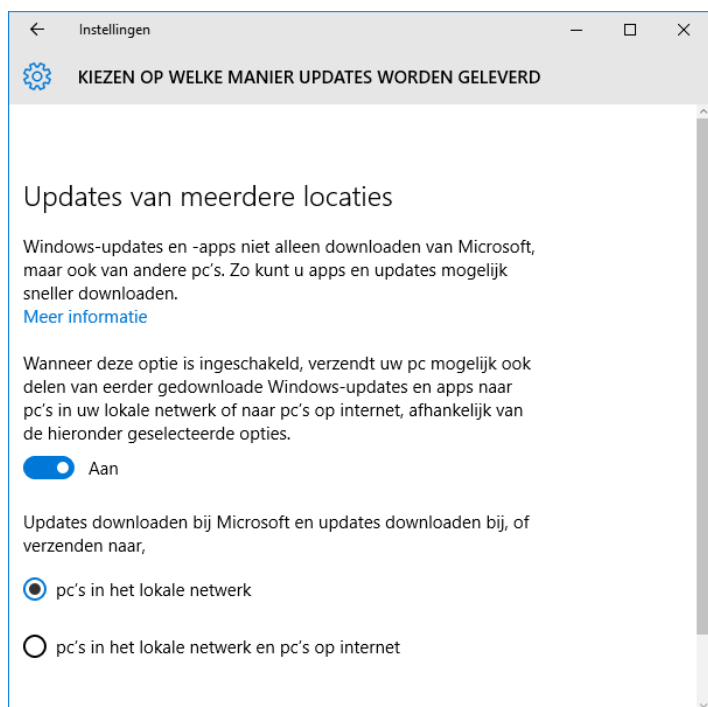 Instellingen
KIEZEN OP WELKE MANIER UPDATES WORDEN GELEVERD
Updates van meerdere locaties
Windows-updates en -apps niet alleen downloaden van Microsoft,
maar ook van andere pc's. Zo kunt u apps en updates mogelijk
sneller downloaden.
Meer informatie
Wanneer deze optie is ingeschakeld, verzendt uw pc mogelijk ook
delen van eerder gedownloade Windows-updates en apps naar
pc's in uw lokale netwerk of naar pc's op internet, afhankelijk van
de hieronder geselecteerde opties.
Aan
Updates downloaden bij Microsoft en updates downloaden bij, of
verzenden naar,
pc's in het lokale netwerk
pc's in het lokale netwerk en pc's op internet